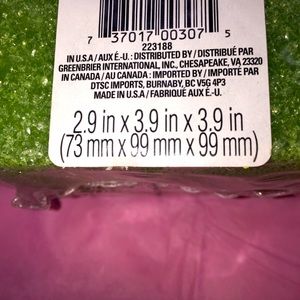 7 37017 00307 5
223188
IN U.S.A / AUX É.-U. : DISTRIBUTED BY / DISTRIBUÉ PAR
GREENBRIER INTERNATIONAL, INC., CHESAPEAKE, VA 23320
IN CANADA / AU CANADA : IMPORTED BY / IMPORTÉ PAR
DTSC IMPORTS, BURNABY, BC V5G 4P3
MADE IN U.S.A / FABRIQUÉ AUX É.-U.
2.9 in x 3.9 in x 3.9 in
(73 mm x 99 mm x 99 mm)